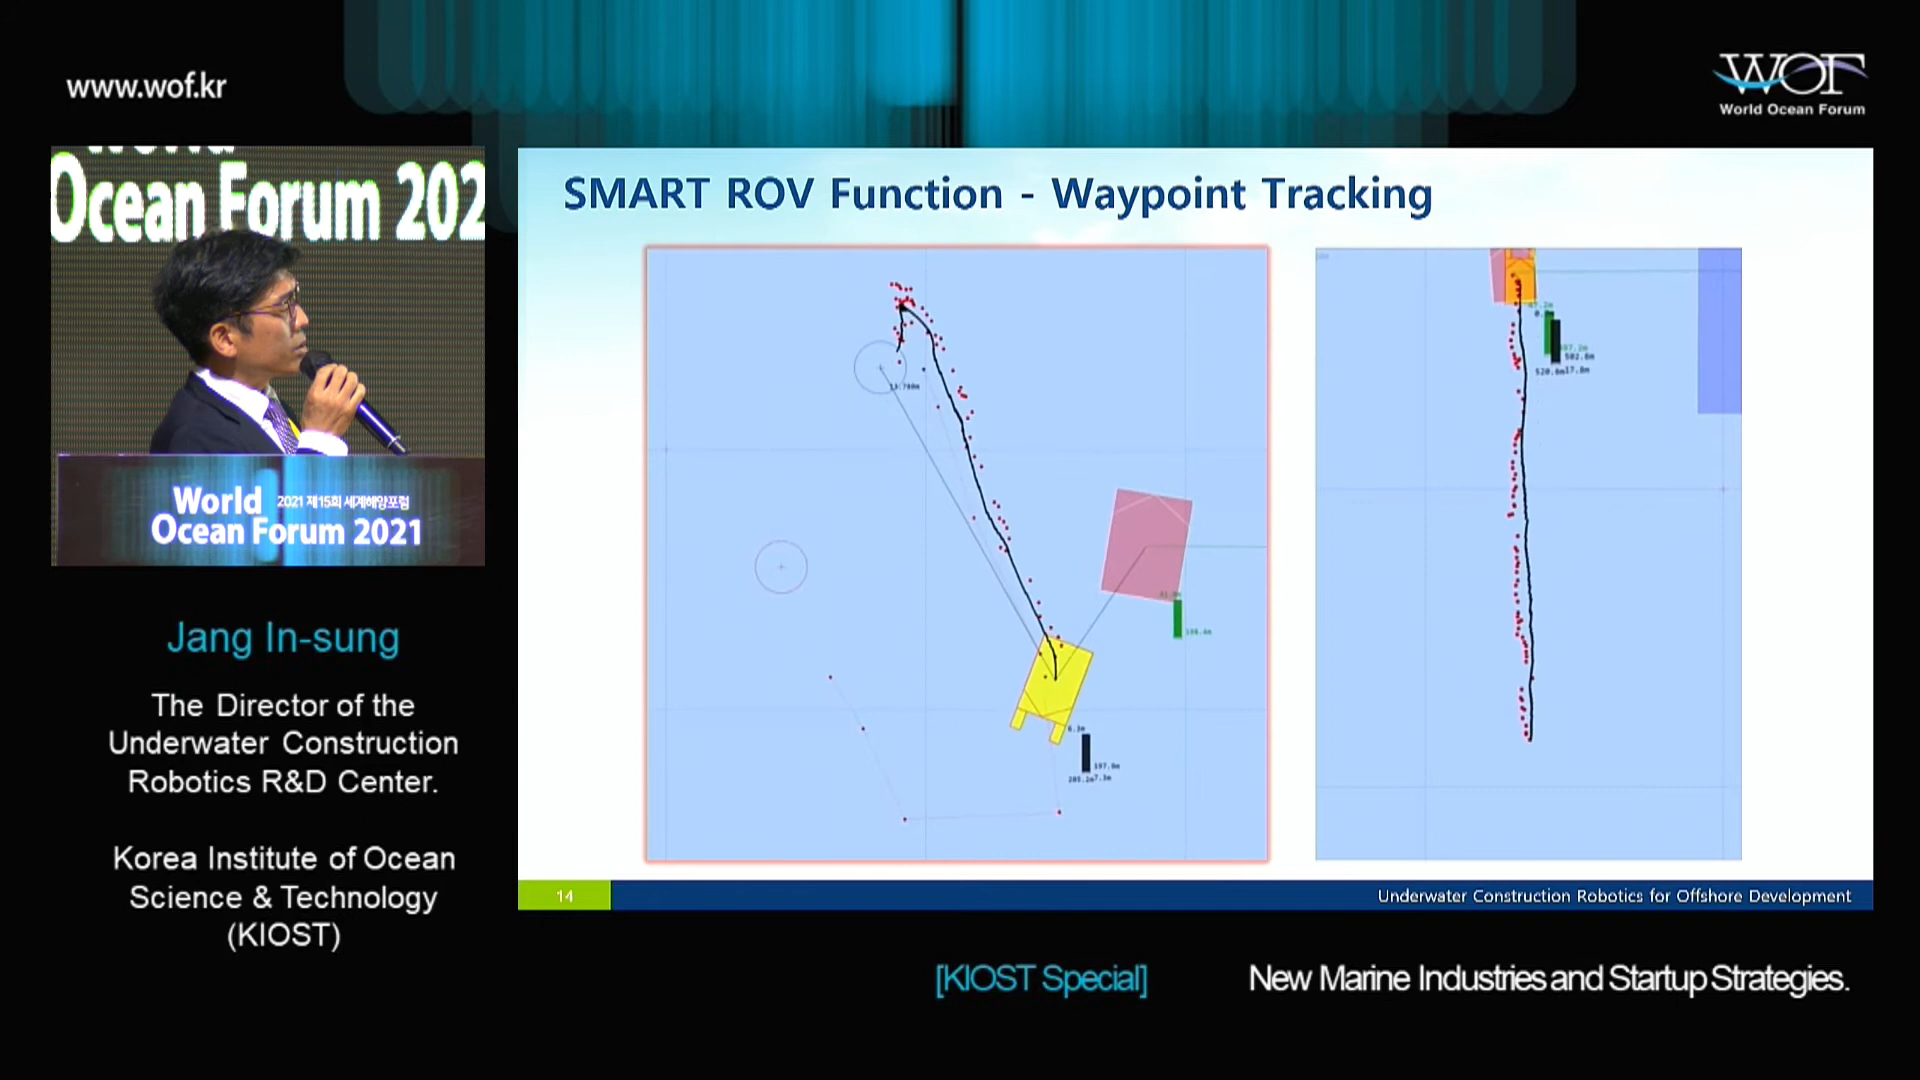 www.wof.kr
WOF
World Ocean Forum
World
Ocean Forum 202
World 2021 제15회 세계해양포럼
Ocean Forum 2021
Jang In-sung
The Director of the
Underwater Construction
Robotics R&D Center.
Korea Institute of Ocean
Science & Technology
(KIOST)
SMART ROV Function - Waypoint Tracking
14
Underwater Construction Robotics for Offshore Development
[KIOST Special]
New Marine Industries and Startup Strategies.